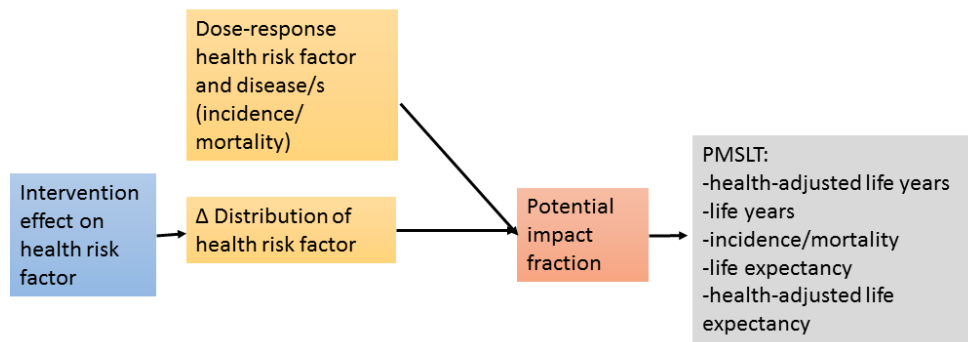 Dose-response
health risk factor
and disease/s
(incidence/
mortality)
Intervention
effect on
health risk
factor
Δ Distribution of
health risk factor
Potential
impact
fraction
PMSLT:
-health-adjusted life years
-life years
-incidence/mortality
-life expectancy
-health-adjusted life
expectancy